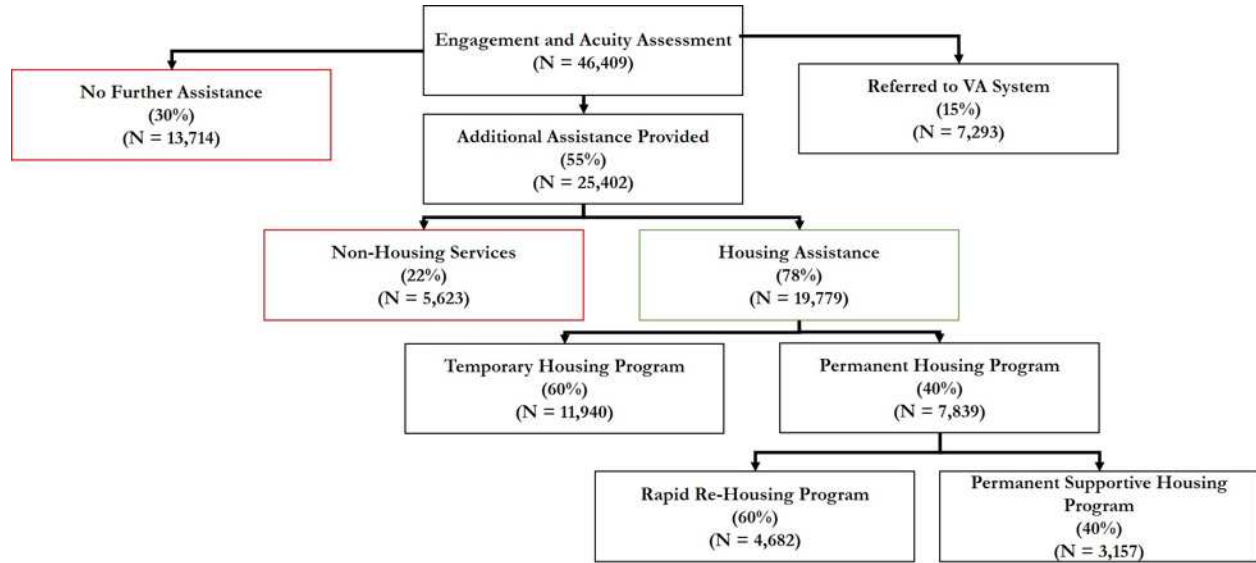 Engagement and Acuity Assessment
(N = 46,409)
No Further Assistance
(30%)
(N = 13,714)
Referred to VA System
(15%)
(N = 7,293)
Additional Assistance Provided
(55%)
(N = 25,402)
Non-Housing Services
(22%)
(N = 5,623)
Housing Assistance
(78%)
(N = 19,779)
Temporary Housing Program
(60%)
(N = 11,940)
Permanent Housing Program
(40%)
(N = 7,839)
Rapid Re-Housing Program
(60%)
(N = 4,682)
Permanent Supportive Housing
Program
(40%)
(N = 3,157)